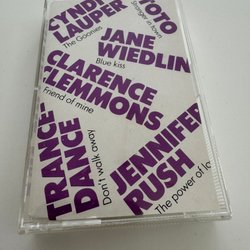 CYNDI
LAUPER
The Goonies
TOTO
Stranger in town
JANE
WIEDLIN
Blue kiss
CLARENCE
CLEMMONS
Friend of mine
TRANCE
DANCE
Don't walk away
JENNIFER
RUSH
The power of lo